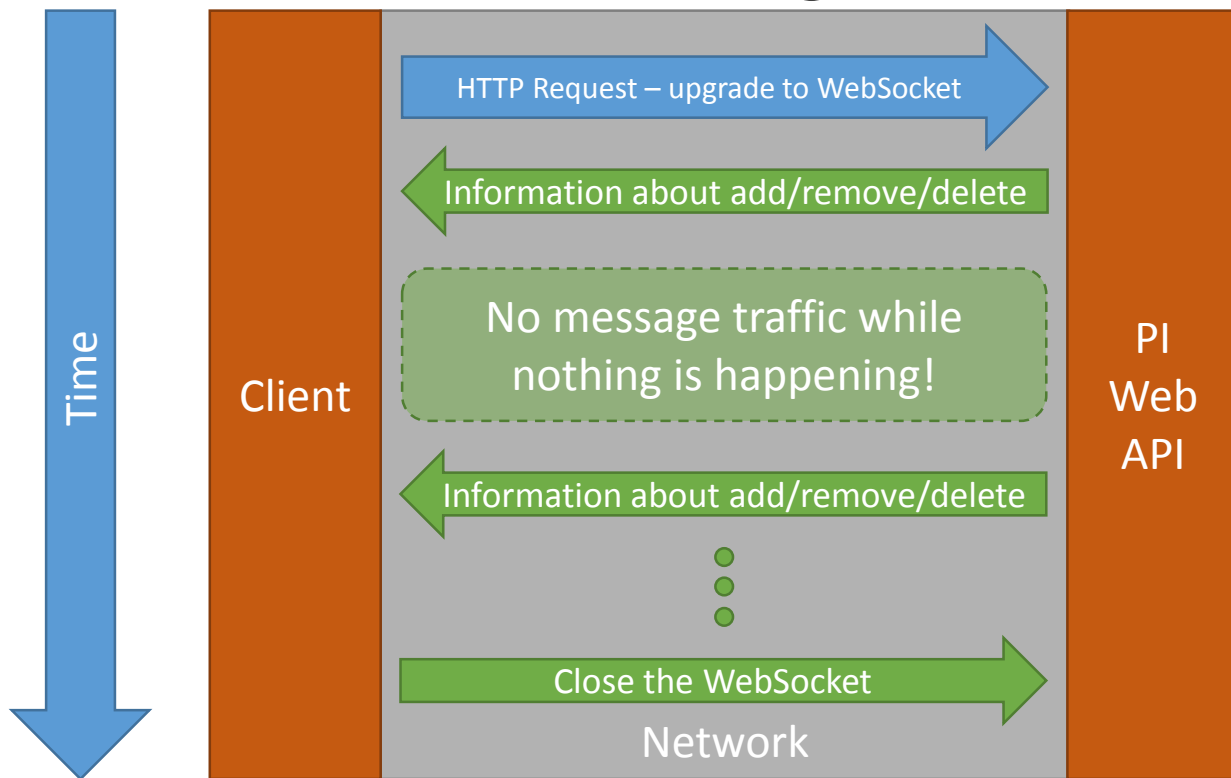 HTTP Request – upgrade to WebSocket
Information about add/remove/delete
No message traffic while
nothing is happening!
Time
Client
PI
Web
API
Information about add/remove/delete
Close the WebSocket
Network